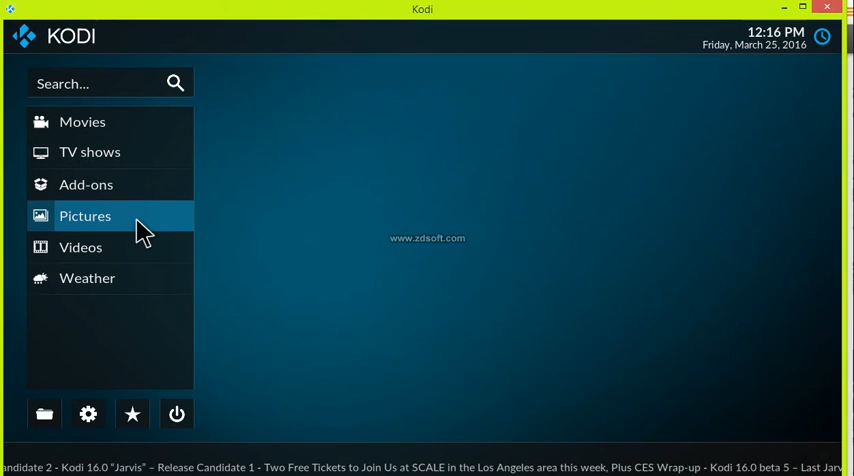 Kodi
KODI
12:16 PM
Friday, March 25, 2016
Search...
Movies
TV shows
Add-ons
Pictures
Videos
Weather
www.zdsoft.com
andidate 2 - Kodi 16.0 “Jarvis” – Release Candidate 1 - Two Free Tickets to Join Us at SCALE in the Los Angeles area this week, Plus CES Wrap-up - Kodi 16.0 beta 5 – Last Jarv